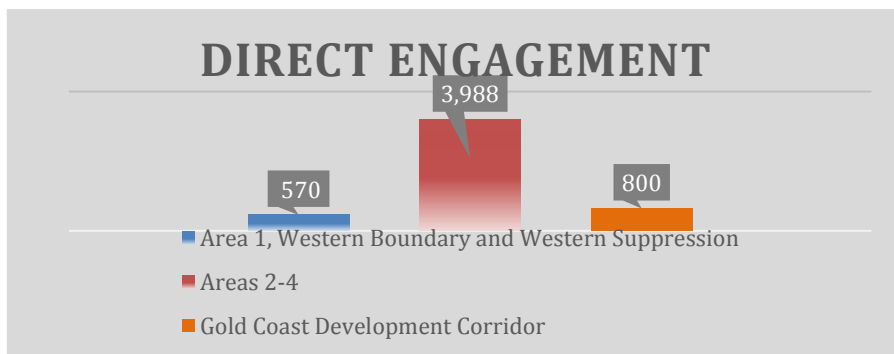 DIRECT ENGAGEMENT
3,988
570
800
Area 1, Western Boundary and Western Suppression
Areas 2-4
Gold Coast Development Corridor